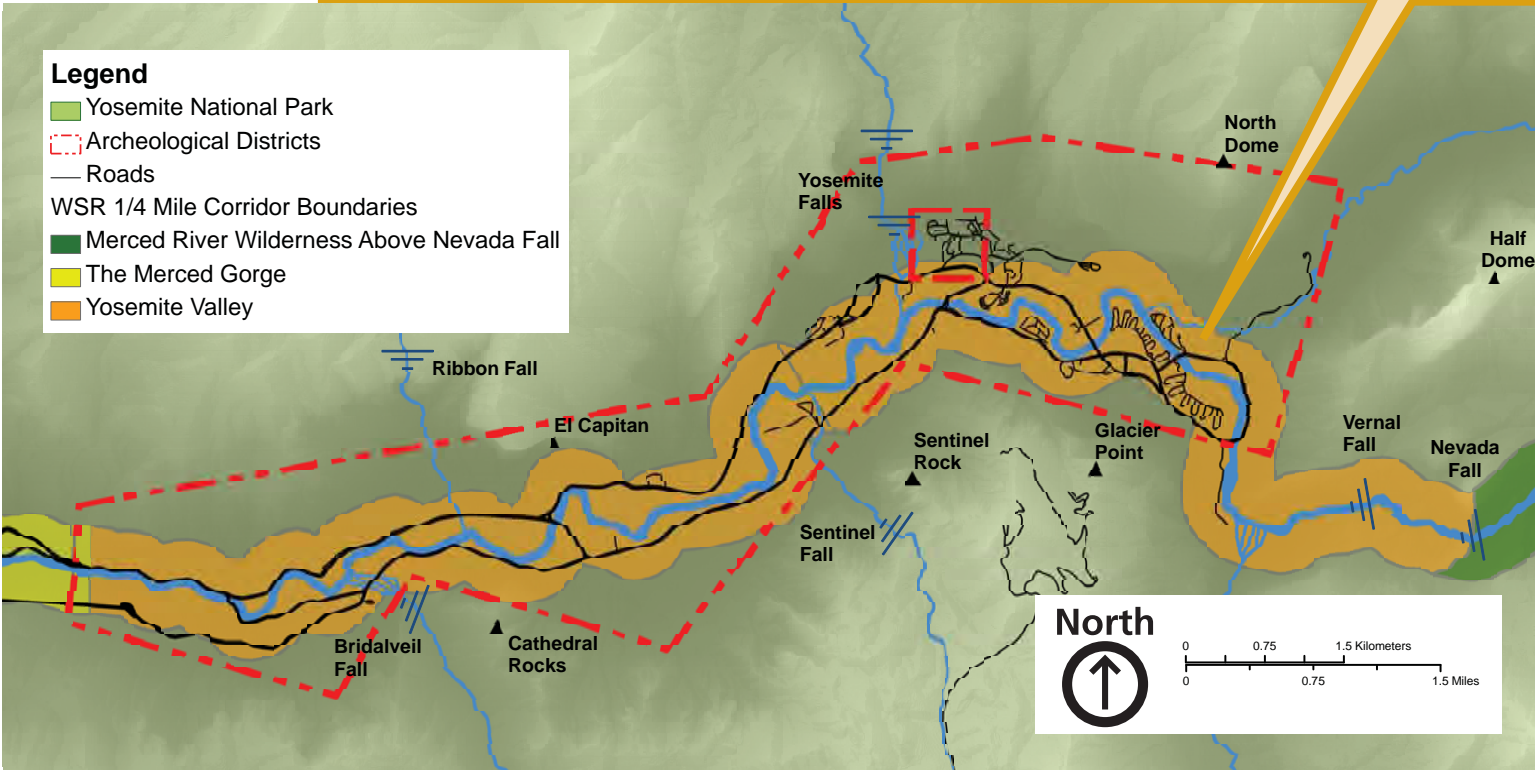 Legend
Yosemite National Park
Archeological Districts
Roads
WSR 1/4 Mile Corridor Boundaries
Merced River Wilderness Above Nevada Fall
The Merced Gorge
Yosemite Valley
North
Dome
Yosemite
Falls
Half
Dome
Ribbon Fall
El Capitan
Sentinel
Rock
Glacier
Point
Vernal
Fall
Nevada
Fall
Sentinel
Fall
Bridalveil
Fall
Cathedral
Rocks
North
0 0.75 1.5 Kilometers
0 0.75 1.5 Miles